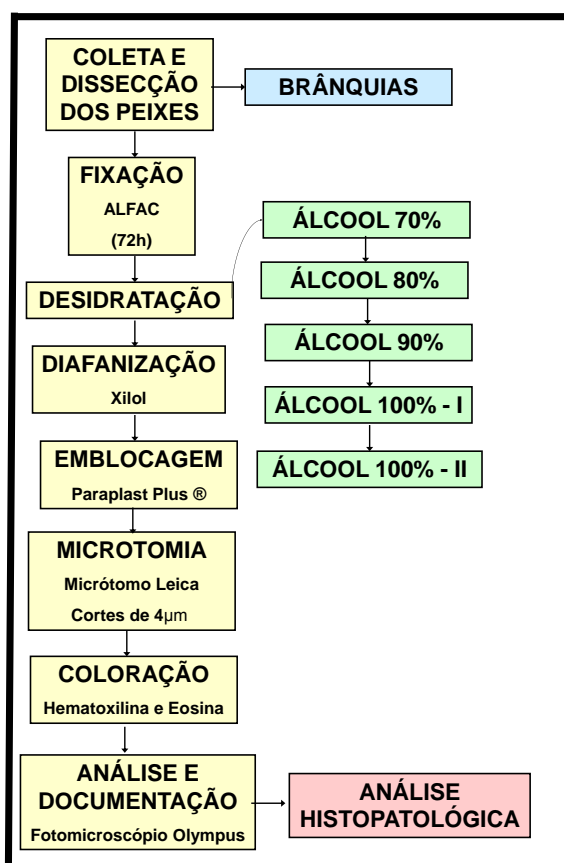 COLETA E
DISSECÇÃO
DOS PEIXES
BRÂNQUIAS
FIXAÇÃO
ALFAC
(72h)
DESIDRATAÇÃO
ÁLCOOL 70%
ÁLCOOL 80%
ÁLCOOL 90%
ÁLCOOL 100% - I
ÁLCOOL 100% - II
DIAFANIZAÇÃO
Xilol
EMBLOCAGEM
Paraplast Plus ®
MICROTOMIA
Micrótomo Leica
Cortes de 4µm
COLORAÇÃO
Hematoxilina e Eosina
ANÁLISE E
DOCUMENTAÇÃO
Fotomicroscópio Olympus
ANÁLISE
HISTOPATOLÓGICA